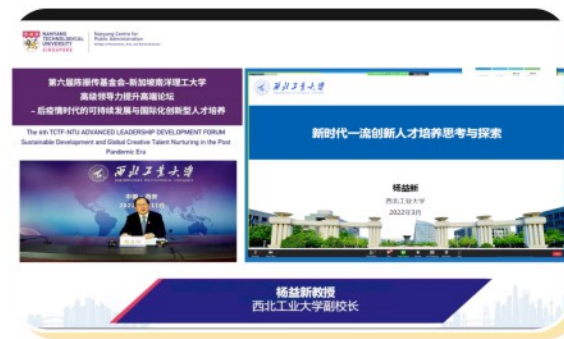 NANYANG
TECHNOLOGICAL
UNIVERSITY
SINGAPORE
Nanyang Centre for
Public Administration
第六届陈振传基金会-新加坡南洋理工大学
高级领导力提升高端论坛
- 后疫情时代的可持续发展与国际化创新型人才培养
The 6th TCTF-NTU ADVANCED LEADERSHIP DEVELOPMENT FORUM
Sustainable Development and Global Creative Talent Nurturing in the Post
Pandemic Era
西北工业大学
中国 · 西安
西北工业大学
新时代一流创新人才培养思考与探索
杨益新
西北工业大学
2022年3月
杨益新教授
西北工业大学副校长